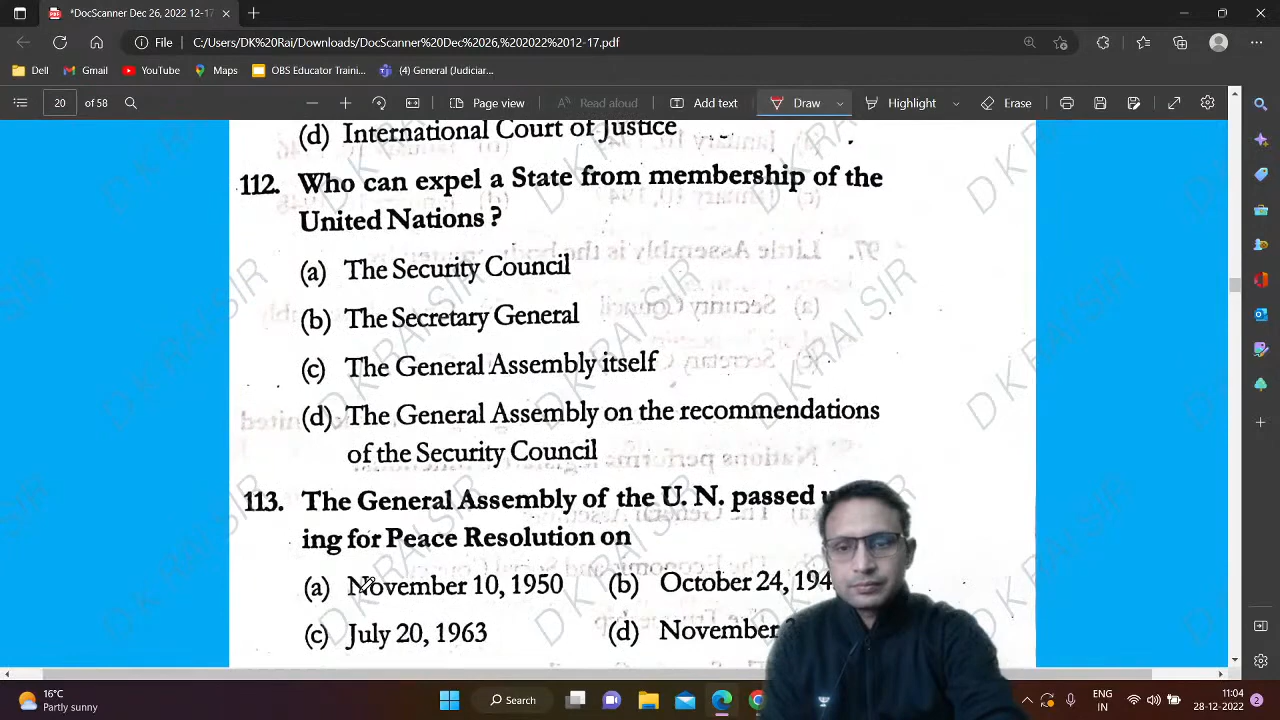 *DocScanner Dec 26, 2022 12-17
File C:/Users/DK%20Rai/Downloads/DocScanner%20Dec%2026,%202022%2012-17.pdf
Dell Gmail YouTube Maps OBS Educator Traini... (4) General (Judiciar...
20 of 58 Page view Read aloud Add text Draw Highlight Erase
(d) International Court of Justice
112. Who can expel a State from membership of the
United Nations ?
(a) The Security Council
(b) The Secretary General
(c) The General Assembly itself
(d) The General Assembly on the recommendations
of the Security Council
113. The General Assembly of the U. N. passed
ing for Peace Resolution on
(a) November 10, 1950 (b) October 24, 194
(c) July 20, 1963 (d) November
D K RAI SIR
16°C
Partly sunny
Search
ENG
IN
11:04
28-12-2022
2